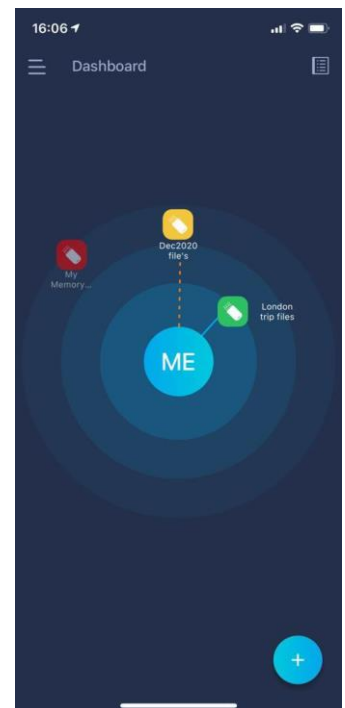 16:06
Dashboard
Dec2020
file's
My
Memory...
London
trip files
ME
+